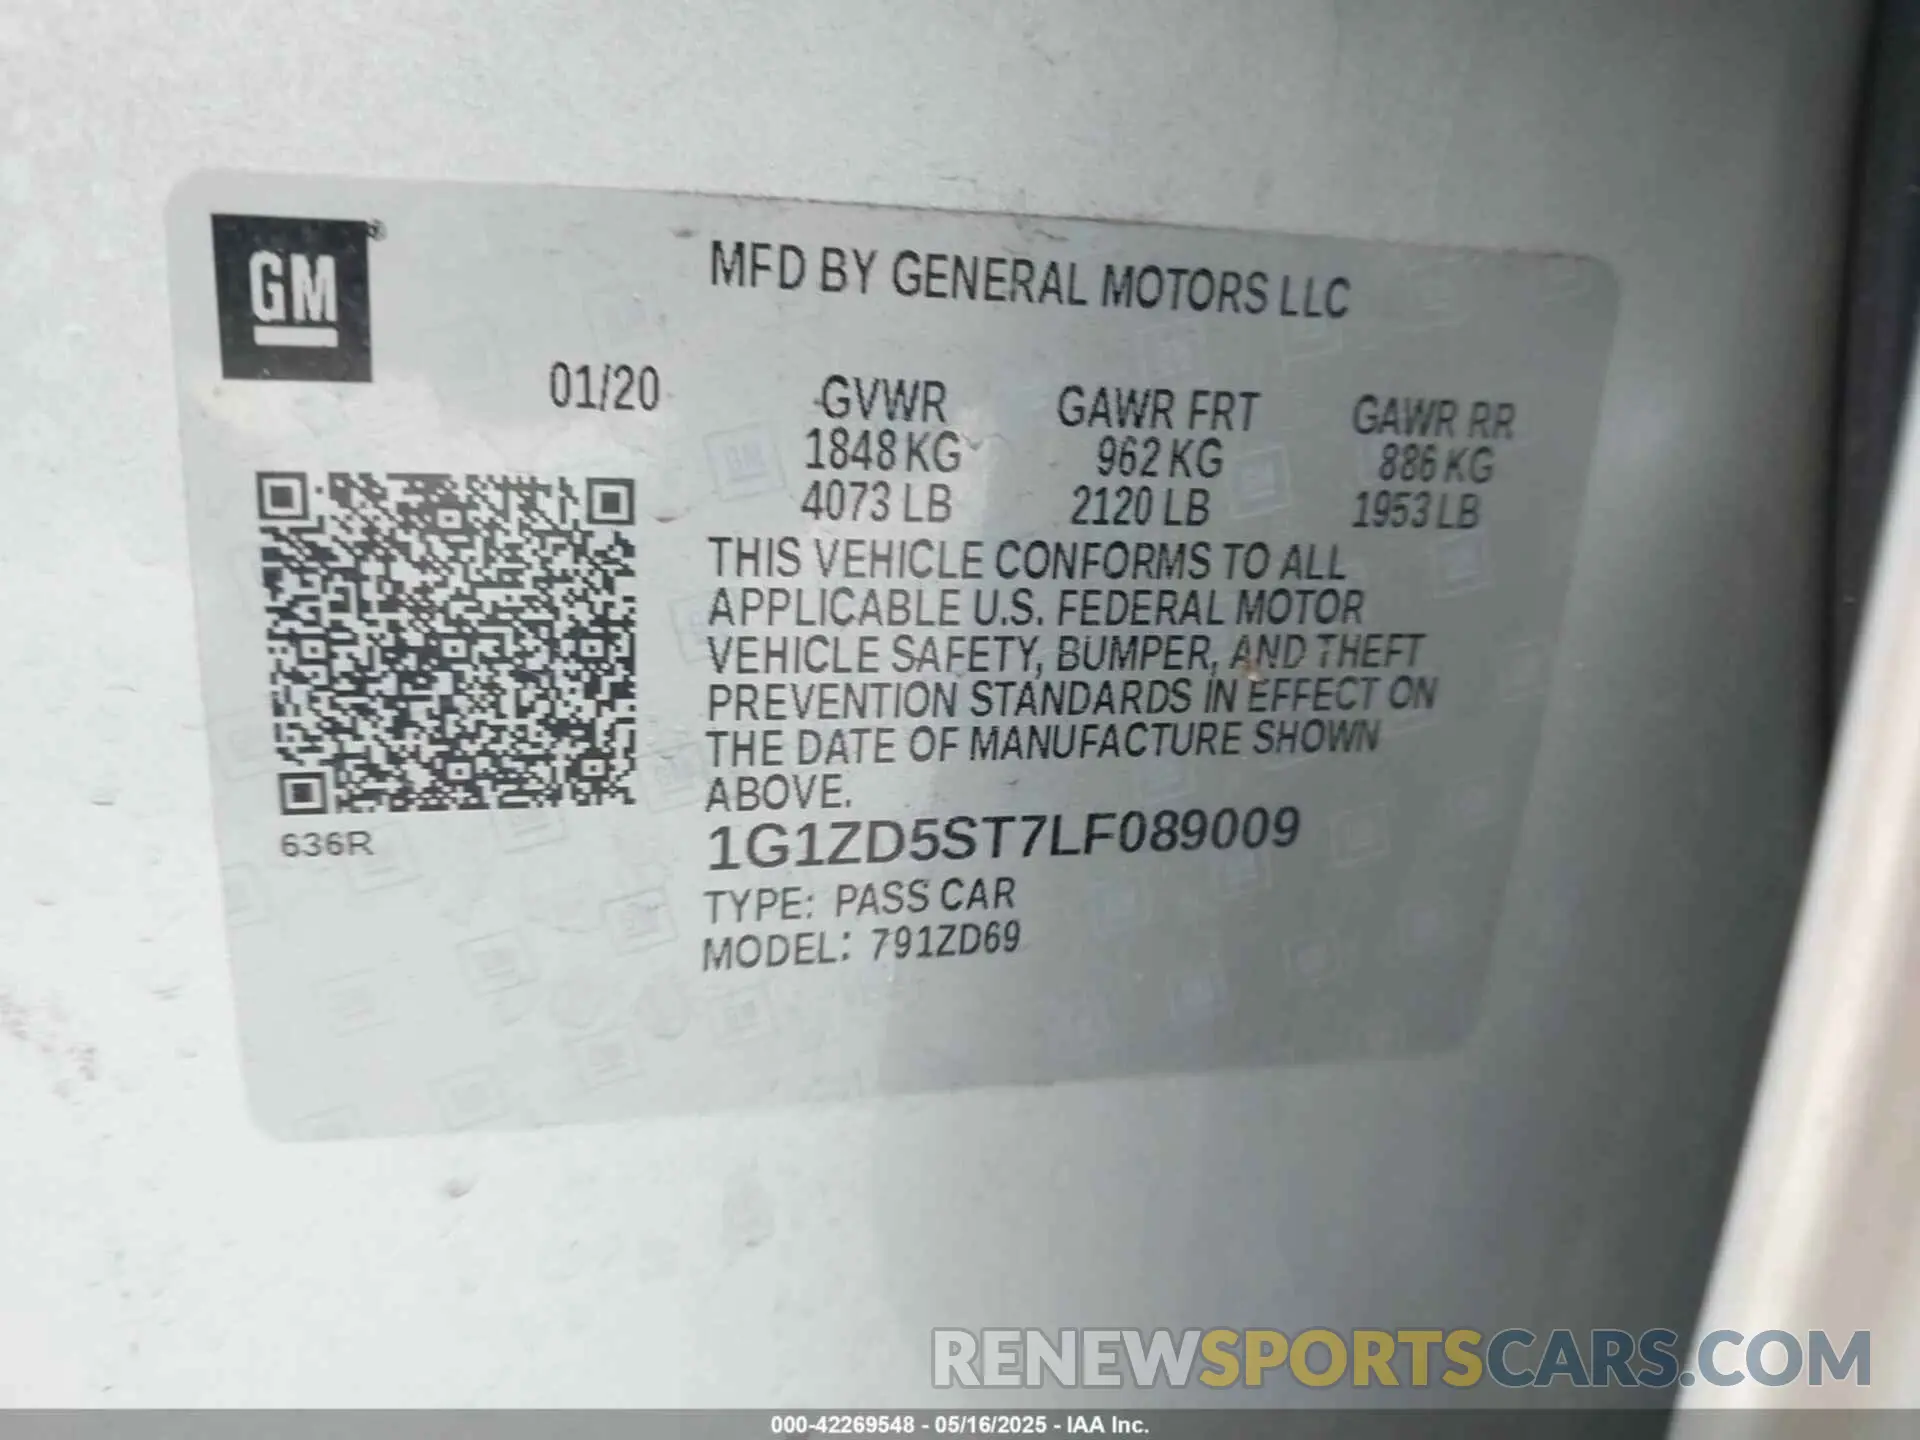 GM®
MFD BY GENERAL MOTORS LLC
01/20
GVWR GAWR FRT GAWR RR
1848 KG 962 KG 886 KG
4073 LB 2120 LB 1953 LB
THIS VEHICLE CONFORMS TO ALL
APPLICABLE U.S. FEDERAL MOTOR
VEHICLE SAFETY, BUMPER, AND THEFT
PREVENTION STANDARDS IN EFFECT ON
THE DATE OF MANUFACTURE SHOWN
ABOVE.
636R
1G1ZD5ST7LF089009
TYPE: PASS CAR
MODEL: 791ZD69
RENEWSPORTSCARS.COM
000-42269548 - 05/16/2025 - IAA Inc.